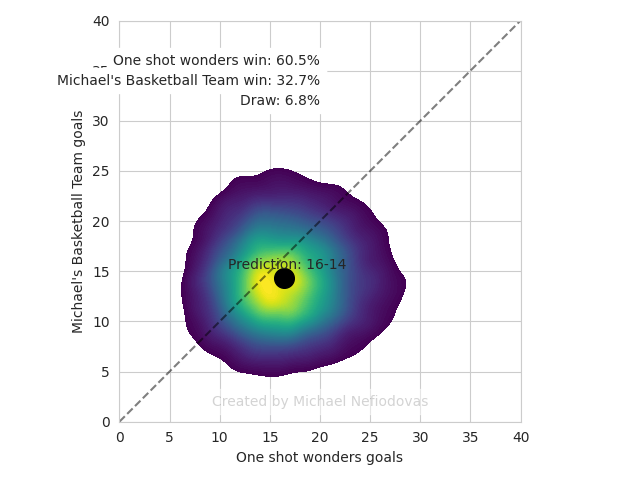 One shot wonders win: 60.5%
Michael's Basketball Team win: 32.7%
Draw: 6.8%
Prediction: 16-14
Created by Michael Nefiodovas
Michael's Basketball Team goals
40
30
25
20
15
10
5
0
0 5 10 15 20 25 30 35 40
One shot wonders goals